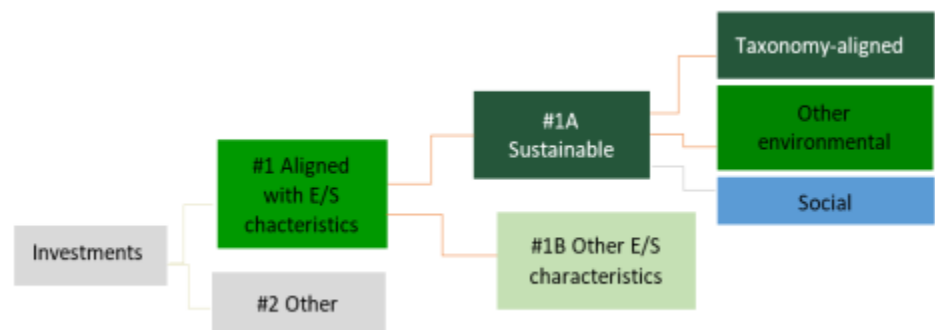 Taxonomy-aligned
#1A
Sustainable
Other
environmental
#1 Aligned
with E/S
chacteristics
Social
Investments
#1B Other E/S
characteristics
#2 Other